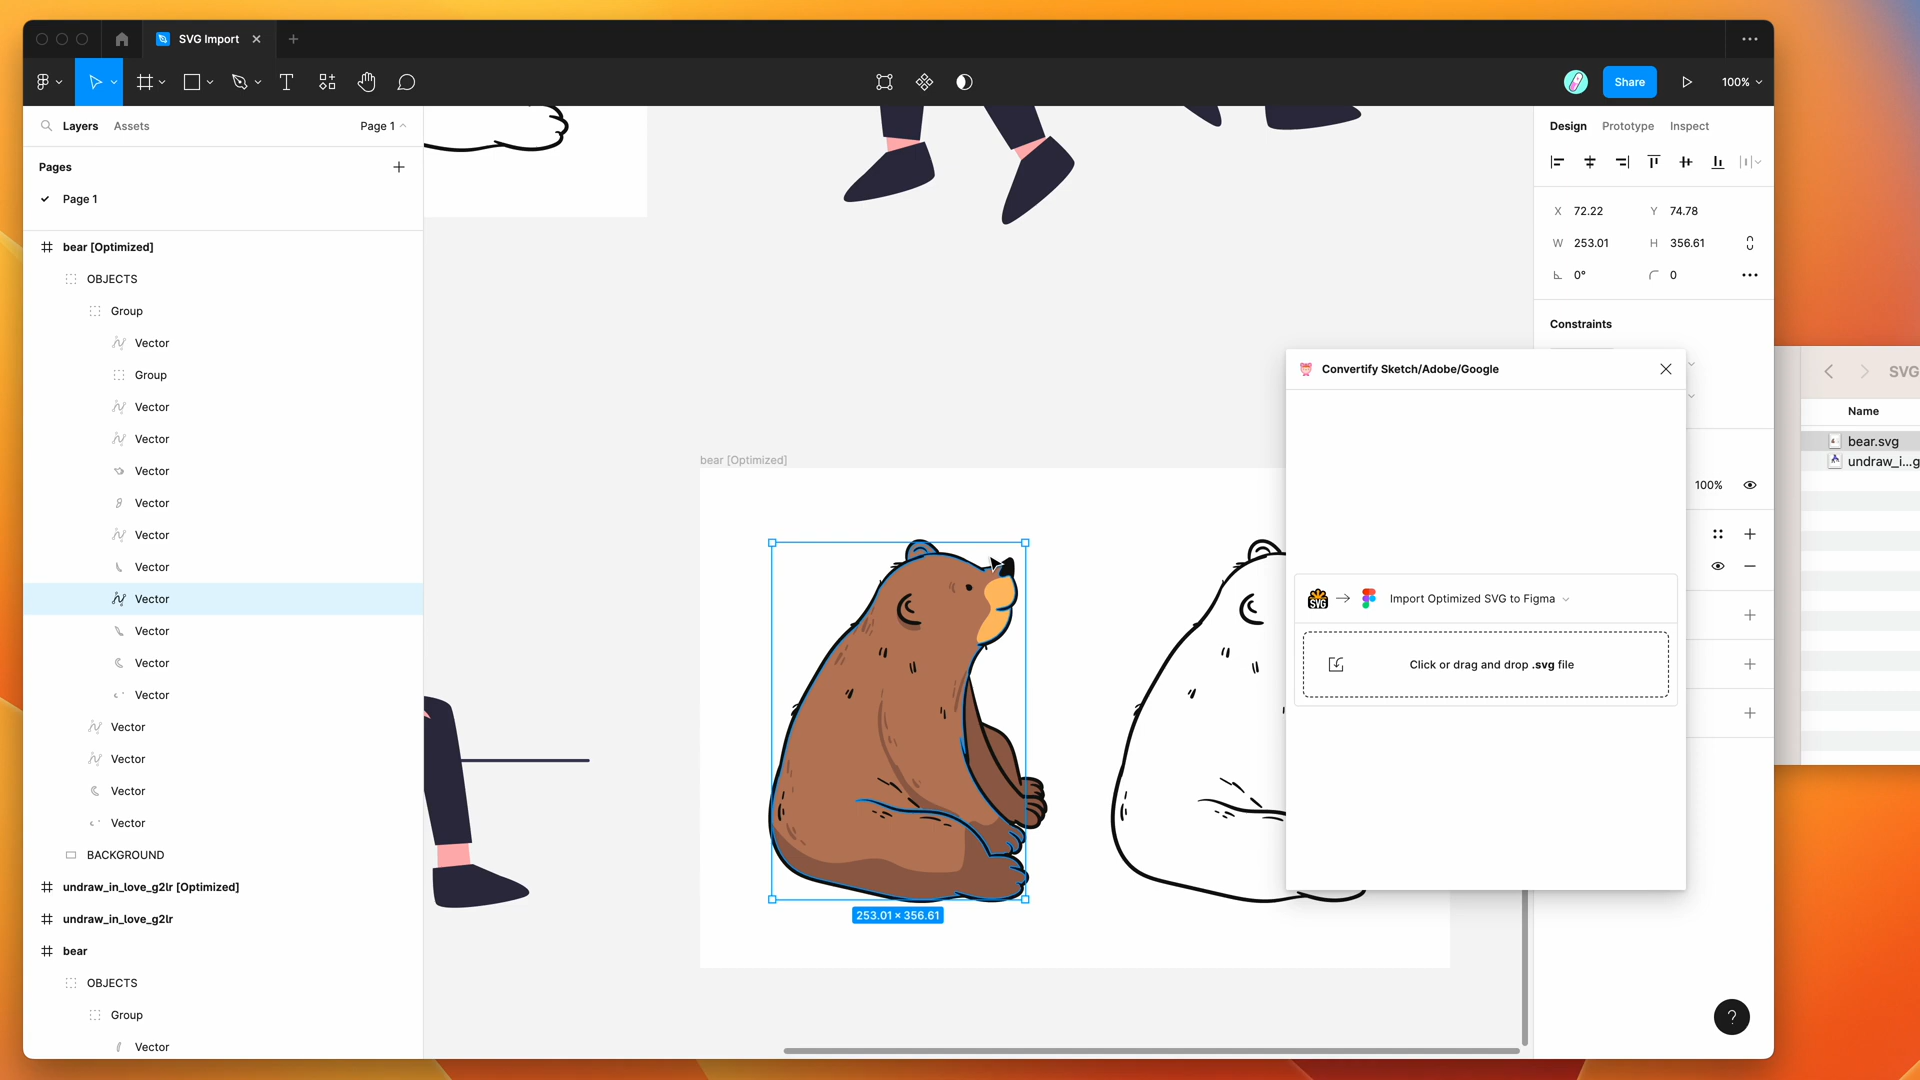 SVG Import
Share
100%
Layers
Assets
Page 1
Pages
Page 1
bear [Optimized]
OBJECTS
Group
Vector
Group
Vector
Vector
Vector
Vector
Vector
Vector
Vector
Vector
Vector
Vector
Vector
Vector
Vector
Vector
BACKGROUND
undraw_in_love_g2lr [Optimized]
undraw_in_love_g2lr
bear
OBJECTS
Group
Vector
bear [Optimized]
253.01 × 356.61
Design
Prototype
Inspect
X 72.22
Y 74.78
W 253.01
H 356.61
0°
0
Constraints
100%
Convertify Sketch/Adobe/Google
SVG
Import Optimized SVG to Figma
Click or drag and drop .svg file
?
SVG
Name
bear.svg
undraw_i...g